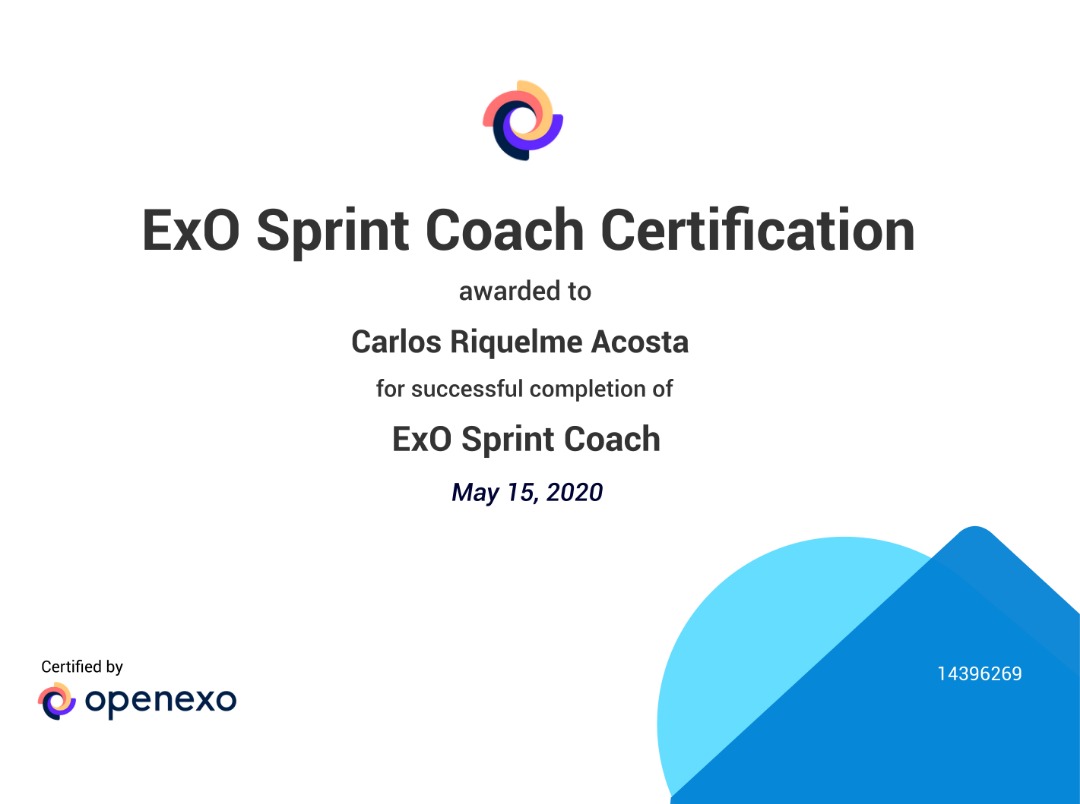 ExO Sprint Coach Certification
awarded to
Carlos Riquelme Acosta
for successful completion of
ExO Sprint Coach
May 15, 2020
Certified by
openexo
14396269